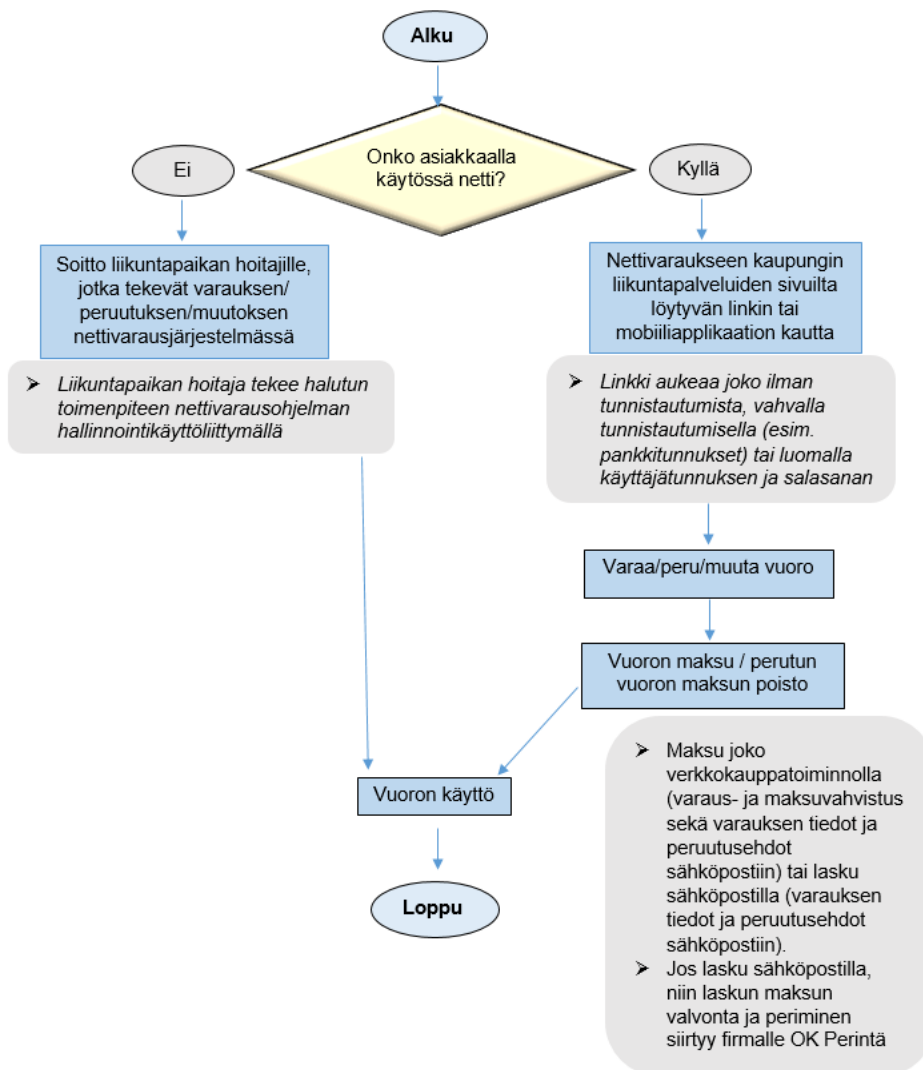 Alku
Onko asiakkaalla
käytössä netti?
Ei
Kyllä
Soitto liikuntapaikan hoitajille,
jotka tekevät varauksen/
peruutuksen/muutoksen
nettivarausjärjestelmässä
➢ Liikuntapaikan hoitaja tekee halutun
toimenpiteen nettivarausohjelman
hallinnointikäyttöliittymällä
Nettivaraukseen kaupungin
liikuntapalveluiden sivuilta
löytyvän linkin tai
mobiiliapplikaation kautta
➢ Linkki aukeaa joko ilman
tunnistautumista, vahvalla
tunnistautumisella (esim.
pankkitunnukset) tai luomalla
käyttäjätunnuksen ja salasanan
Varaa/peru/muuta vuoro
Vuoron maksu / perutun
vuoron maksun poisto
➢ Maksu joko
verkkokauppatoiminnolla
(varaus- ja maksuvahvistus
sekä varauksen tiedot ja
peruutusehdot
sähköpostiin) tai lasku
sähköpostilla (varauksen
tiedot ja peruutusehdot
sähköpostiin).
➢ Jos lasku sähköpostilla,
niin laskun maksun
valvonta ja periminen
siirtyy firmalle OK Perintä
Vuoron käyttö
Loppu